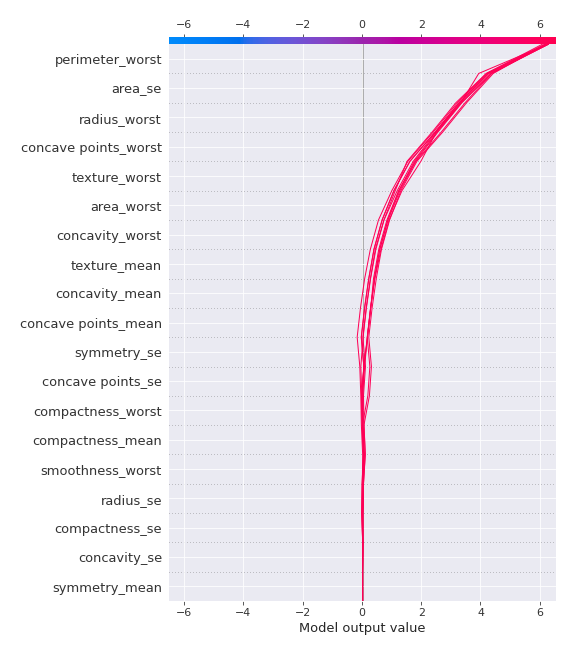 −6 −4 −2 0 2 4 6
perimeter_worst
area_se
radius_worst
concave points_worst
texture_worst
area_worst
concavity_worst
texture_mean
concavity_mean
concave points_mean
symmetry_se
concave points_se
compactness_worst
compactness_mean
smoothness_worst
radius_se
compactness_se
concavity_se
symmetry_mean
−6 −4 −2 0 2 4 6
Model output value